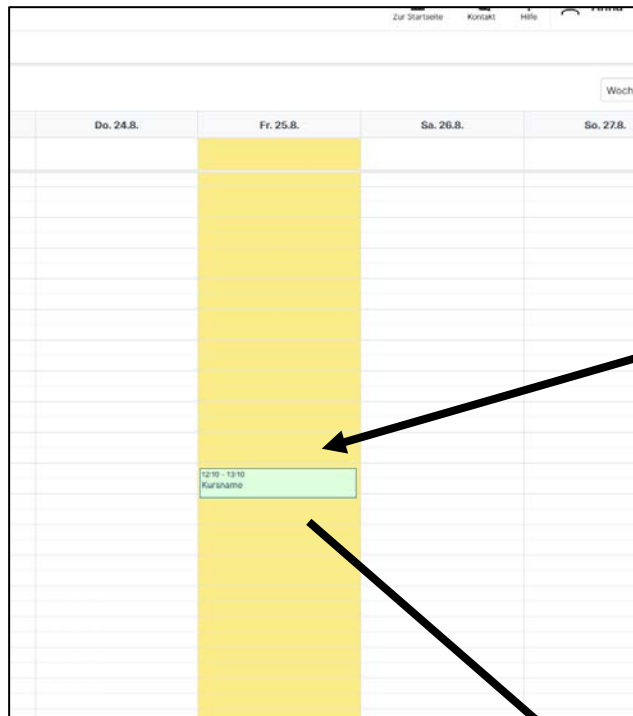 Zur Startseite Kontakt Hilfe
Woch
Do. 24.8. Fr. 25.8. Sa. 26.8. So. 27.8.
12:10 - 13:10
Kursname